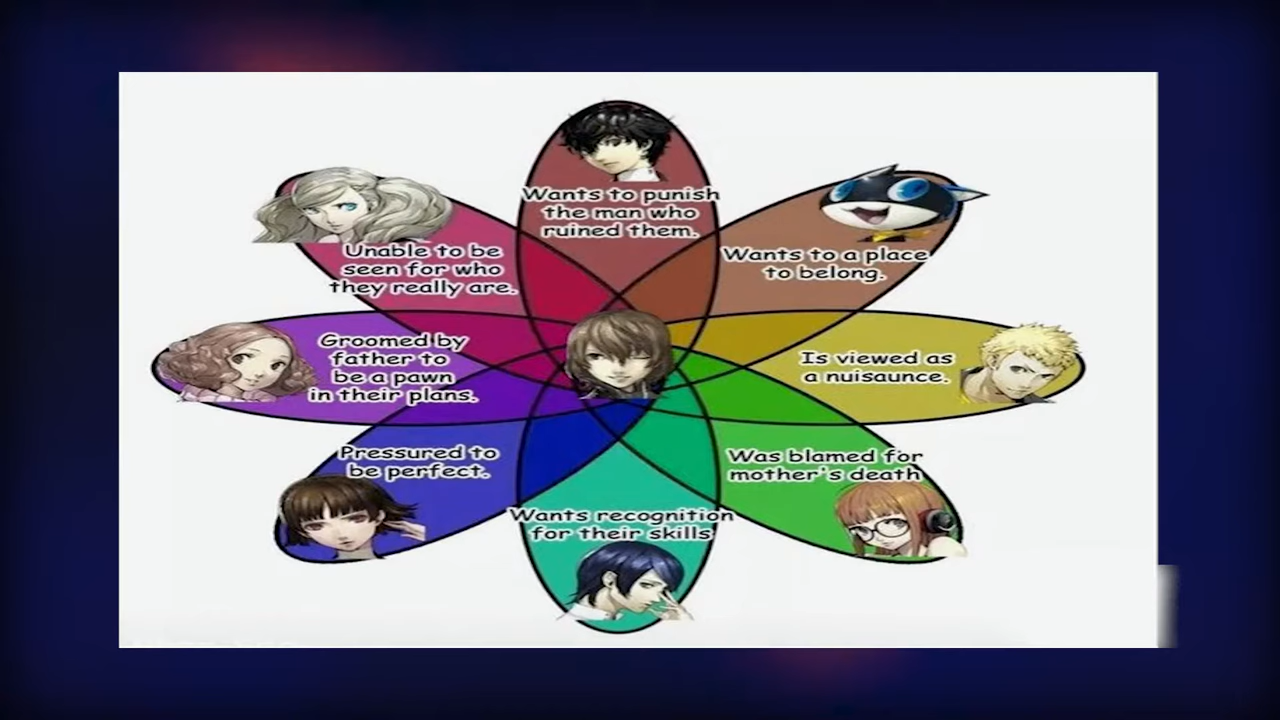 Wants to punish
the man who
ruined them.
Unable to be
seen for who
they really are.
Wants to a place
to belong.
Groomed by
father to
be a pawn
in their plans.
Is viewed as
a nuisaunce.
Pressured to
be perfect.
Was blamed for
mother's death
Wants recognition
for their skills